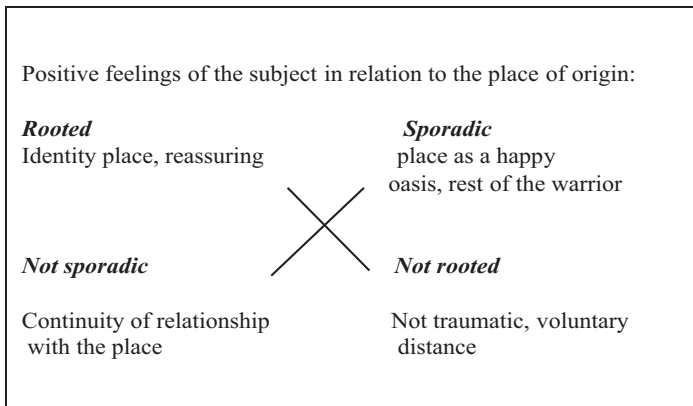 Positive feelings of the subject in relation to the place of origin:
Rooted
Identity place, reassuring
Sporadic
place as a happy
oasis, rest of the warrior
Not sporadic
Continuity of relationship
with the place
Not rooted
Not traumatic, voluntary
distance